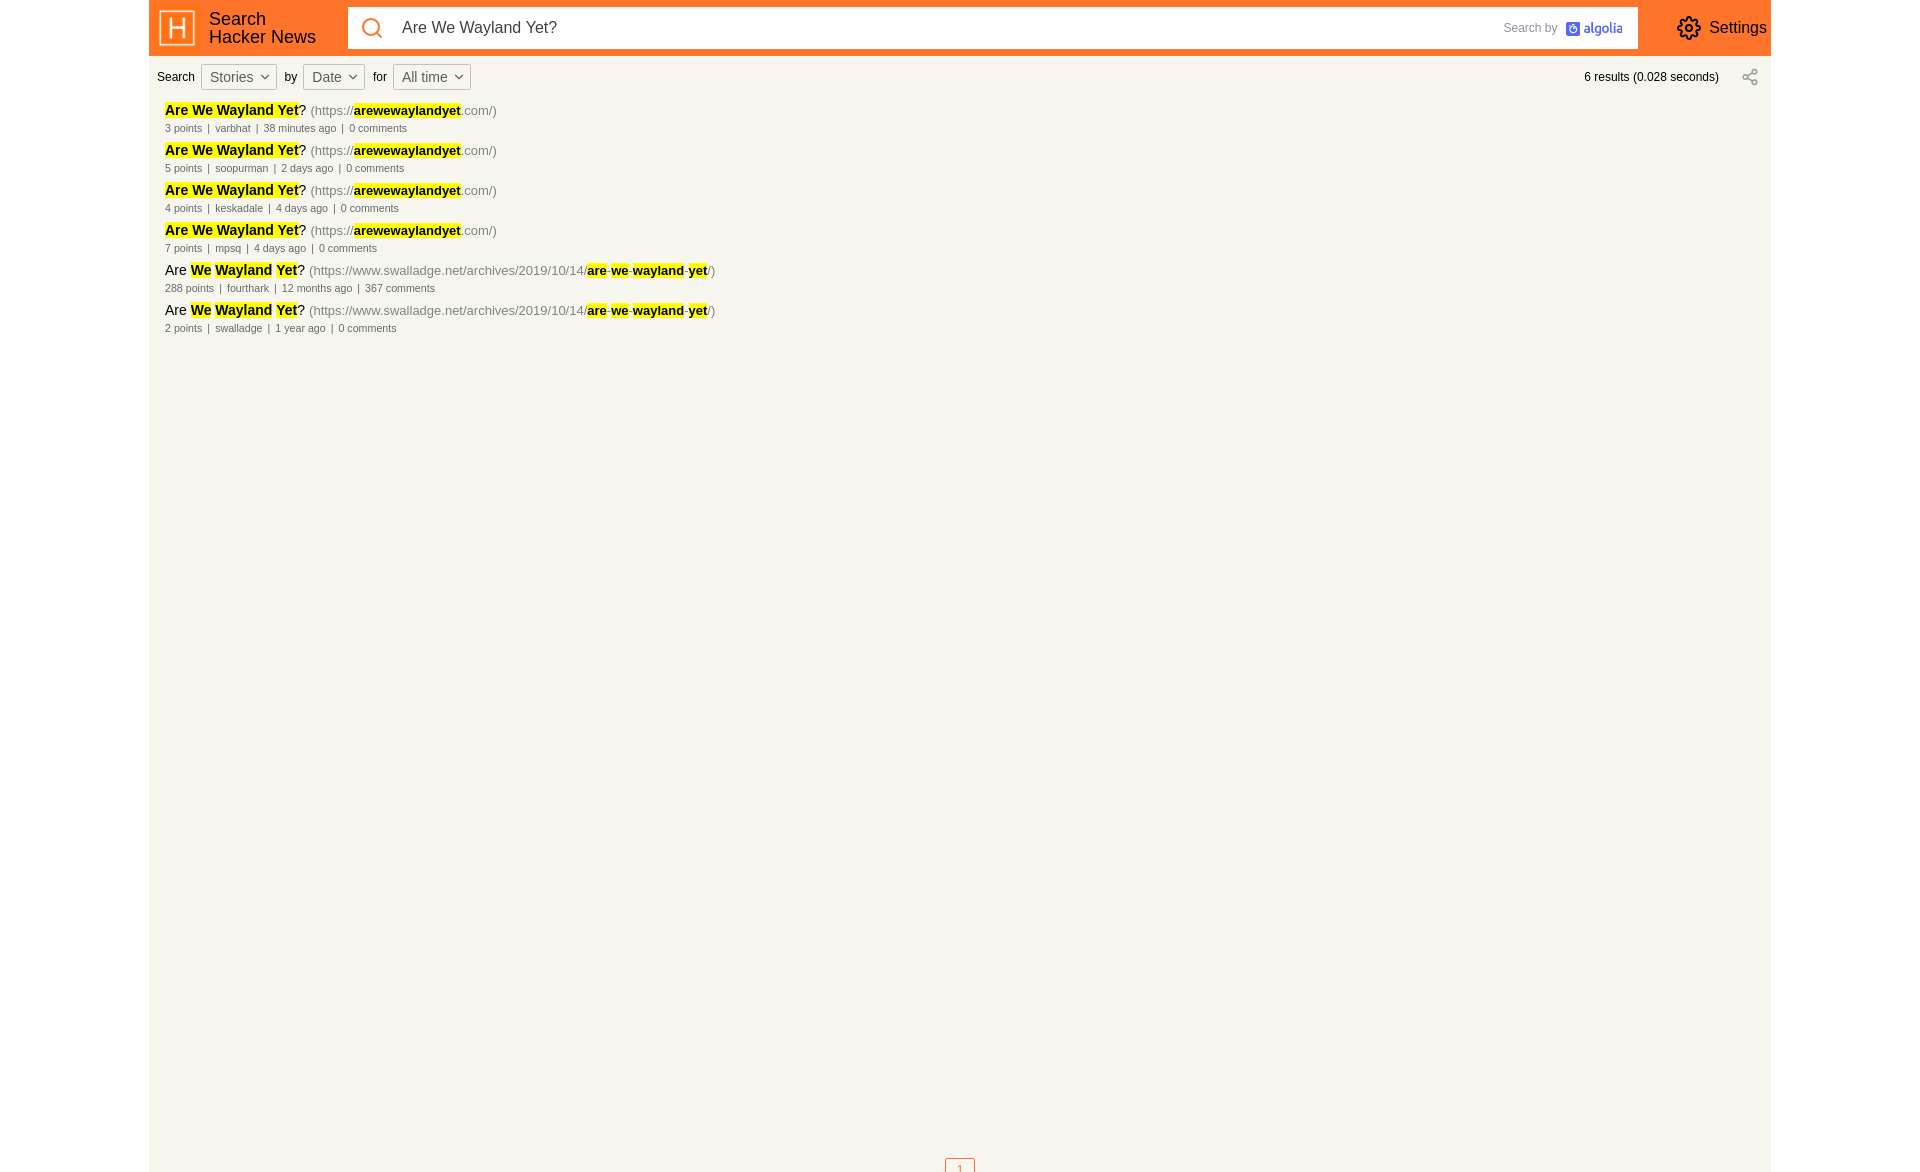 Search
Hacker News
Are We Wayland Yet?
Search by algolia
Settings
Search Stories by Date for All time
6 results (0.028 seconds)
Are We Wayland Yet? (https://arewewaylandyet.com/)
3 points | varbhat | 38 minutes ago | 0 comments
Are We Wayland Yet? (https://arewewaylandyet.com/)
5 points | soopurman | 2 days ago | 0 comments
Are We Wayland Yet? (https://arewewaylandyet.com/)
4 points | keskadale | 4 days ago | 0 comments
Are We Wayland Yet? (https://arewewaylandyet.com/)
7 points | mpsq | 4 days ago | 0 comments
Are We Wayland Yet? (https://www.swalladge.net/archives/2019/10/14/are-we-wayland-yet/)
288 points | fourthark | 12 months ago | 367 comments
Are We Wayland Yet? (https://www.swalladge.net/archives/2019/10/14/are-we-wayland-yet/)
2 points | swalladge | 1 year ago | 0 comments
1